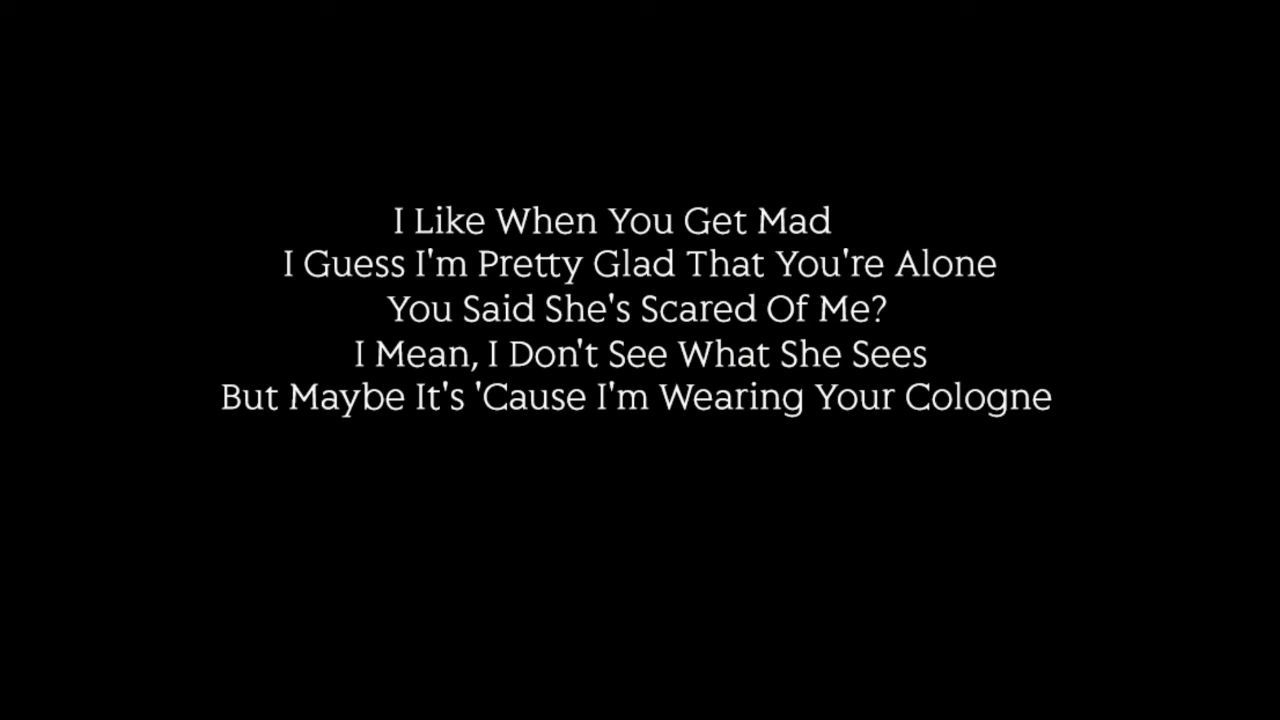 I Like When You Get Mad
I Guess I'm Pretty Glad That You're Alone
You Said She's Scared Of Me?
I Mean, I Don't See What She Sees
But Maybe It's 'Cause I'm Wearing Your Cologne